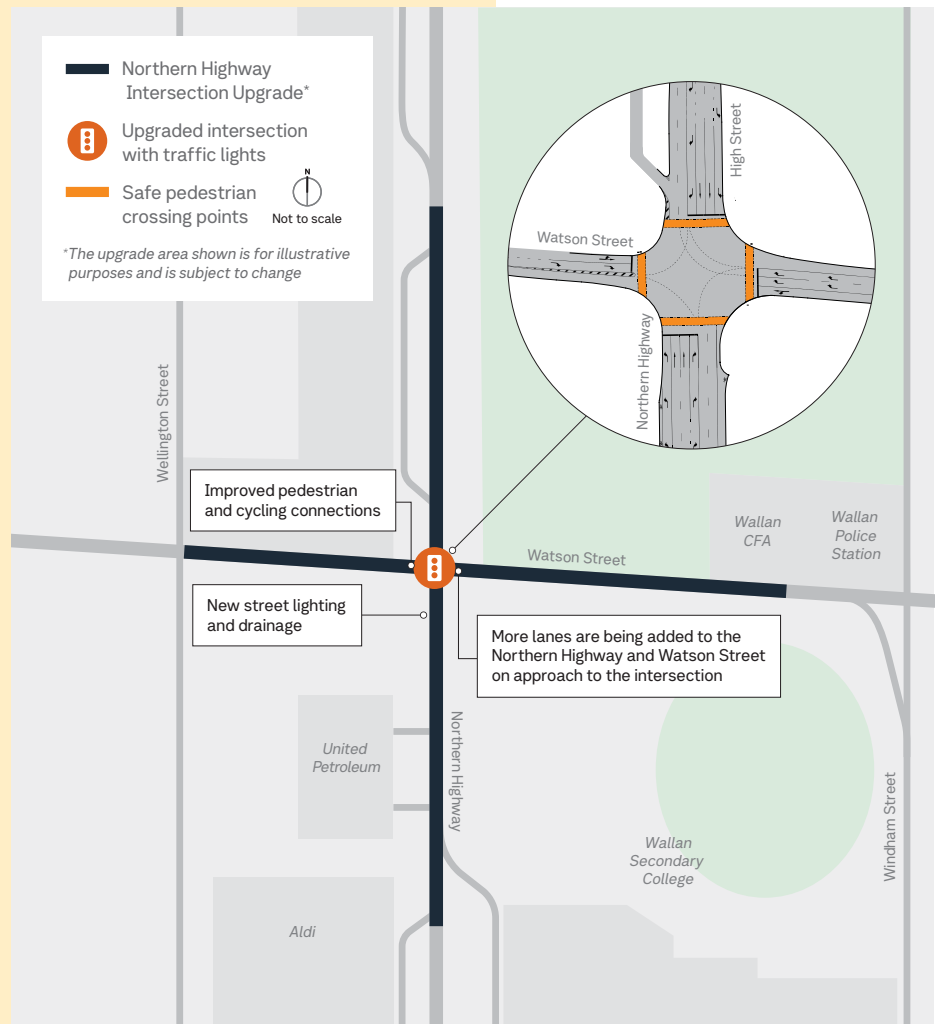 Northern Highway
Intersection Upgrade*
Upgraded intersection
with traffic lights
Safe pedestrian
crossing points
N
Not to scale
*The upgrade area shown is for illustrative
purposes and is subject to change
High Street
Watson Street
Northern Highway
Wellington Street
Improved pedestrian
and cycling connections
Wallan
CFA
Wallan
Police
Station
Watson Street
New street lighting
and drainage
More lanes are being added to the
Northern Highway and Watson Street
on approach to the intersection
United
Petroleum
Northern Highway
Windham Street
Wallan
Secondary
College
Aldi